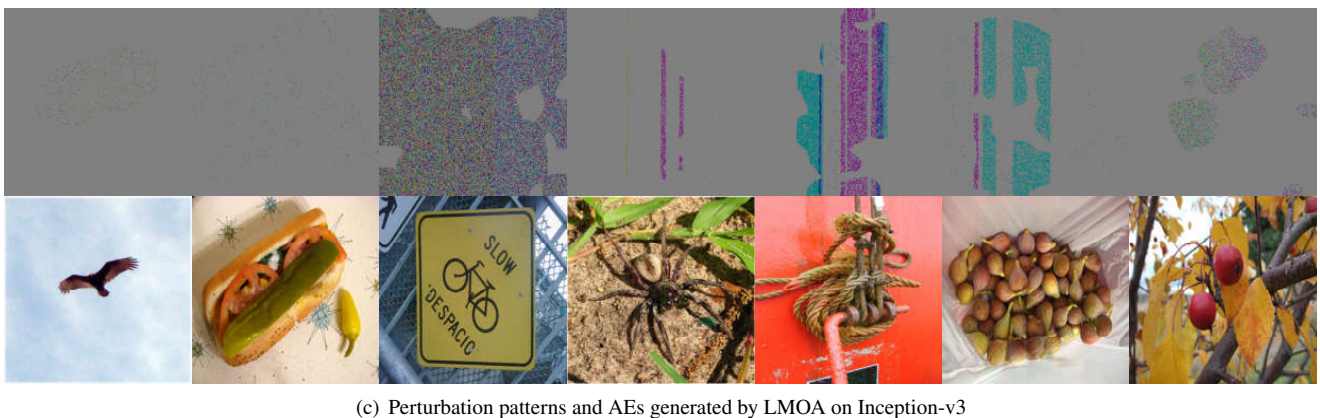 SLOW
DESPACIO
(c) Perturbation patterns and AEs generated by LMOA on Inception-v3